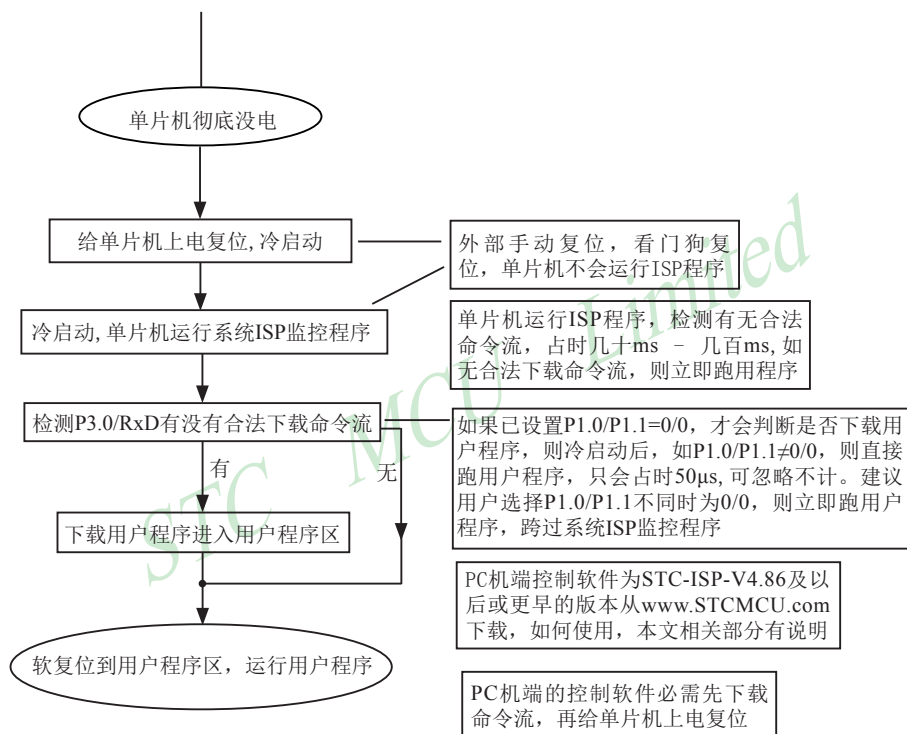 单片机彻底没电
给单片机上电复位,冷启动
外部手动复位，看门狗复
位，单片机不会运行ISP程序
冷启动,单片机运行系统ISP监控程序
单片机运行ISP程序，检测有无合法
命令流，占时几十ms － 几百ms,如
无合法下载命令流，则立即跑用程序
检测P3.0/RxD有没有合法下载命令流
如果已设置P1.0/P1.1=0/0，才会判断是否下载用
户程序，则冷启动后，如P1.0/P1.1≠0/0，则直接
跑用户程序，只会占时50μs,可忽略不计。建议
用户选择P1.0/P1.1不同时为0/0，则立即跑用户
程序，跨过系统ISP监控程序
有
无
下载用户程序进入用户程序区
PC机端控制软件为STC-ISP-V4.86及以
后或更早的版本从www.STCMCU.com
下载，如何使用，本文相关部分有说明
软复位到用户程序区，运行用户程序
PC机端的控制软件必需先下载
命令流，再给单片机上电复位
STC MCU Limited